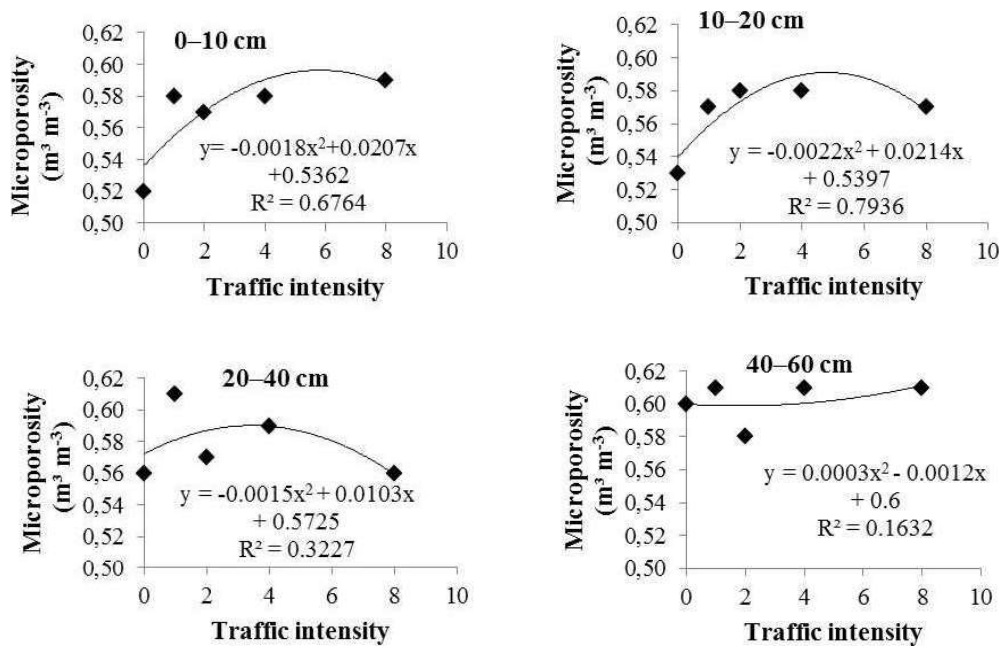 0–10 cm
Microporosity
(m³ m⁻³)
0,62
0,60
0,58
0,56
0,54
0,52
0,50
y= -0.0018x²+0.0207x
+0.5362
R² = 0.6764
0 2 4 6 8 10
Traffic intensity
10–20 cm
Microporosity
(m³ m⁻³)
0,62
0,60
0,58
0,56
0,54
0,52
0,50
y = -0.0022x² + 0.0214x
+ 0.5397
R² = 0.7936
0 2 4 6 8 10
Traffic intensity
20–40 cm
Microporosity
(m³ m⁻³)
0,62
0,60
0,58
0,56
0,54
0,52
0,50
y = -0.0015x² + 0.0103x
+ 0.5725
R² = 0.3227
0 2 4 6 8 10
Traffic intensity
40–60 cm
Microporosity
(m³ m⁻³)
0,62
0,60
0,58
0,56
0,54
0,52
0,50
y = 0.0003x² - 0.0012x
+ 0.6
R² = 0.1632
0 2 4 6 8 10
Traffic intensity